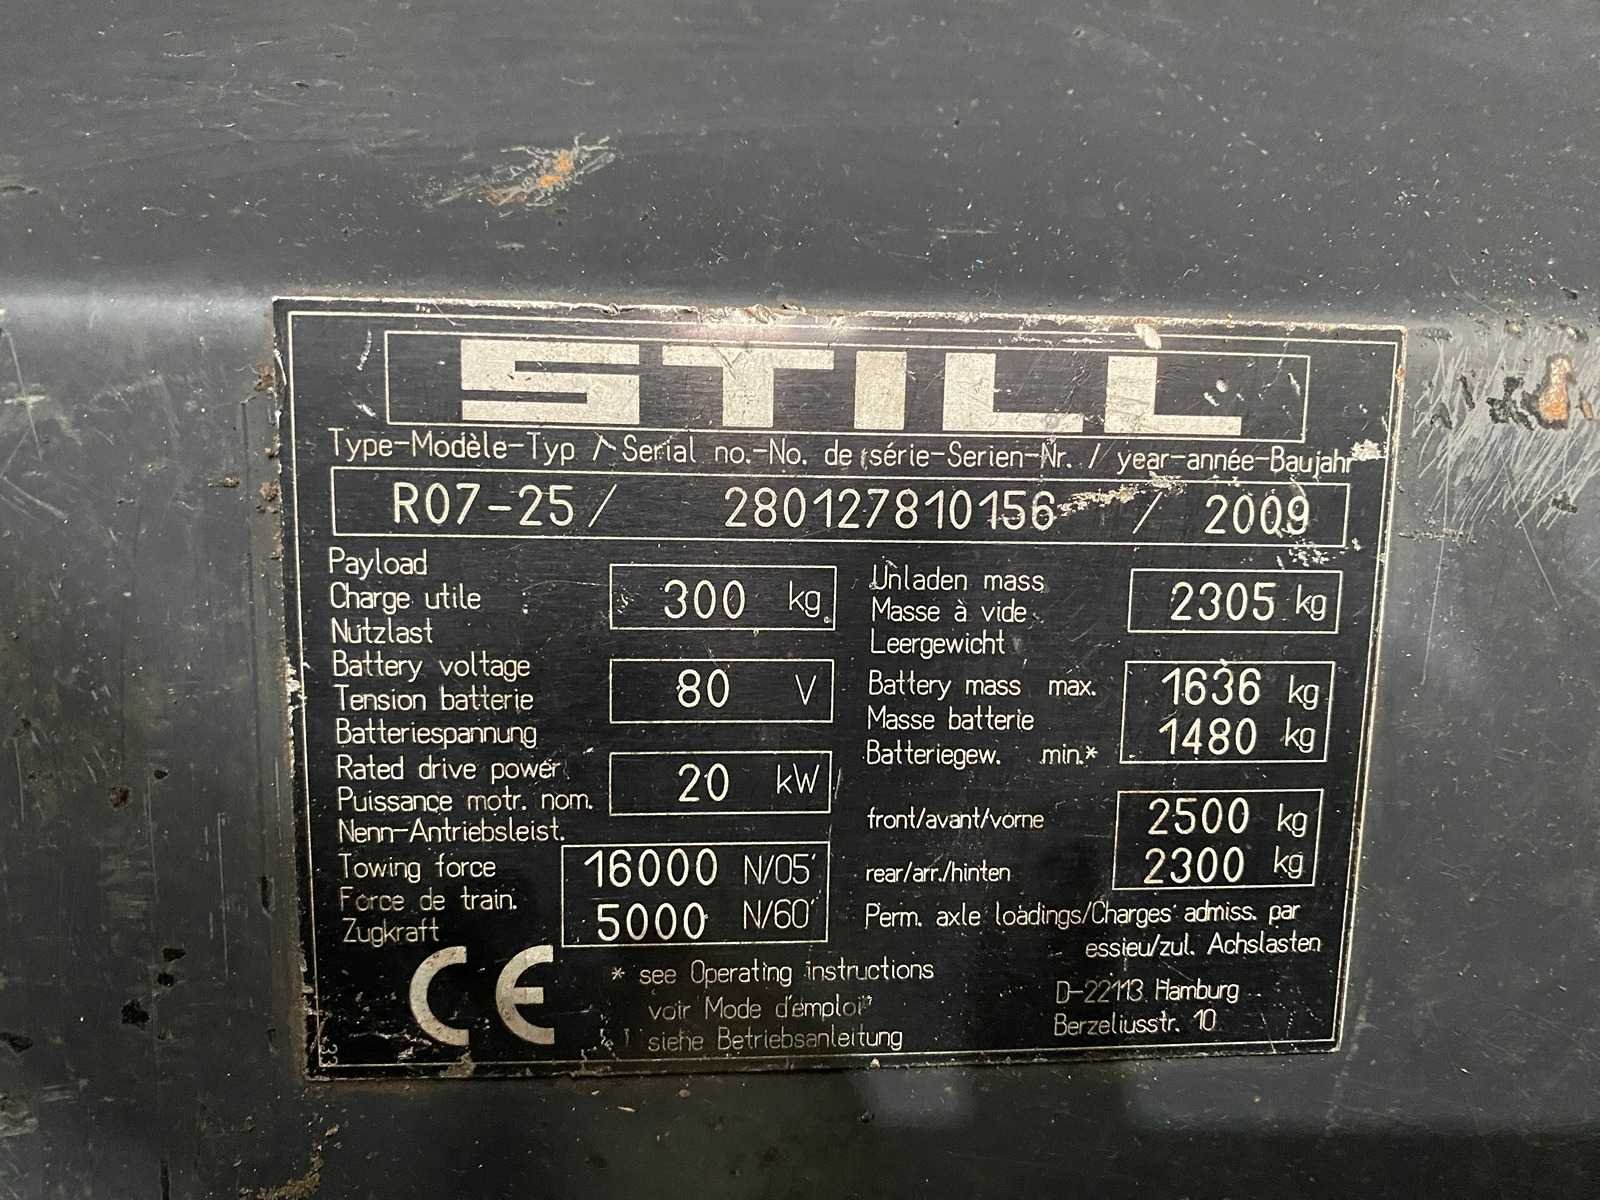 STILL
Type-Modèle-Typ / Serial no.-No. de série-Serien-Nr. / year-année-Baujahr
R07-25 / 280127810156 / 2009
Payload
Charge utile
Nutzlast
300 kg
Battery voltage
Tension batterie
Batteriespannung
80 V
Rated drive power
Puissance motr. nom.
Nenn-Antriebsleist.
20 kW
Towing force
Force de train.
Zugkraft
16000 N/05'
5000 N/60'
Unladen mass
Masse à vide
Leergewicht
2305 kg
Battery mass max.
Masse batterie
Batteriegew. min.*
1636 kg
1480 kg
front/avant/vorne
2500 kg
rear/arr./hinten
2300 kg
Perm. axle loadings/Charges admiss. par
essieu/zul. Achslasten
CE
* see Operating instructions
voir Mode d'emploi
siehe Betriebsanleitung
D-22113 Hamburg
Berzeliusstr. 10